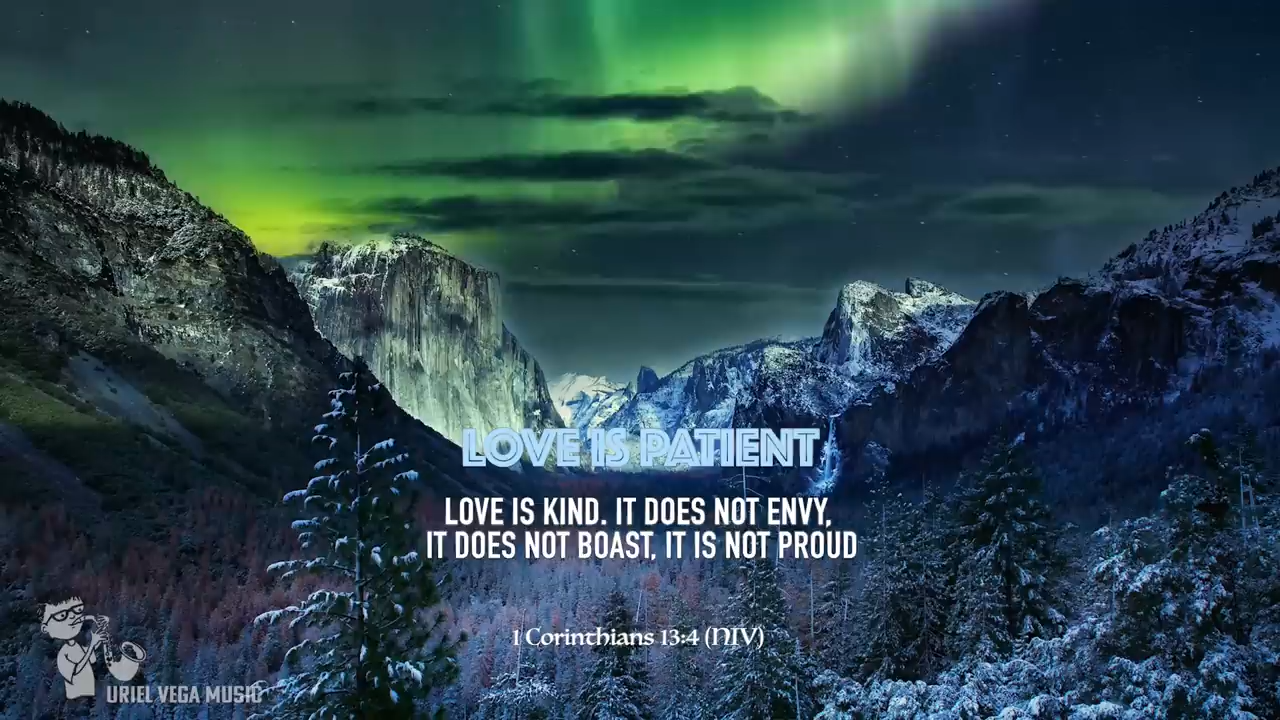 LOVE IS PATIENT
LOVE IS KIND. IT DOES NOT ENVY,
IT DOES NOT BOAST, IT IS NOT PROUD
1 Corinthians 13:4 (NIV)
URIEL VEGA MUSIC